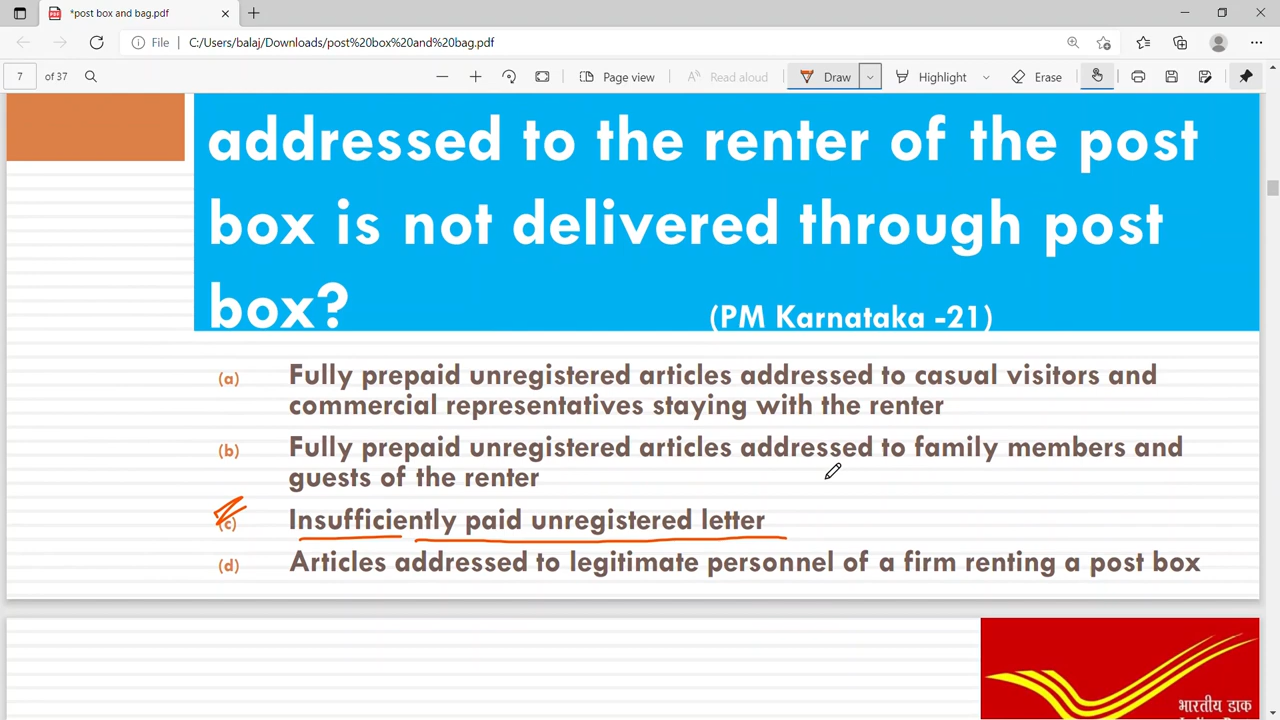 *post box and bag.pdf
File
C:/Users/balaj/Downloads/post%20box%20and%20bag.pdf
7 of 37
Page view
Read aloud
Draw
Highlight
Erase
addressed to the renter of the post
box is not delivered through post
box?
(PM Karnataka -21)
(a) Fully prepaid unregistered articles addressed to casual visitors and
commercial representatives staying with the renter
(b) Fully prepaid unregistered articles addressed to family members and
guests of the renter
(c) Insufficiently paid unregistered letter
(d) Articles addressed to legitimate personnel of a firm renting a post box
भारतीय डाक